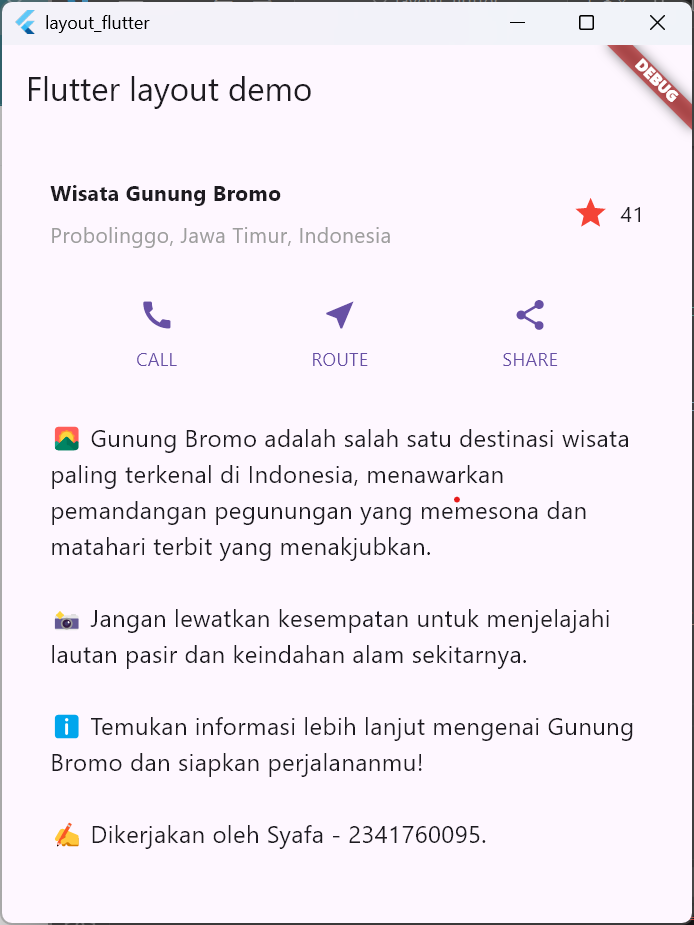 layout_flutter
Flutter layout demo
DEBUG
Wisata Gunung Bromo
Probolinggo, Jawa Timur, Indonesia
41
CALL ROUTE SHARE
🌄 Gunung Bromo adalah salah satu destinasi wisata
paling terkenal di Indonesia, menawarkan
pemandangan pegunungan yang memesona dan
matahari terbit yang menakjubkan.
📸 Jangan lewatkan kesempatan untuk menjelajahi
lautan pasir dan keindahan alam sekitarnya.
ℹ️ Temukan informasi lebih lanjut mengenai Gunung
Bromo dan siapkan perjalananmu!
✍️ Dikerjakan oleh Syafa - 2341760095.